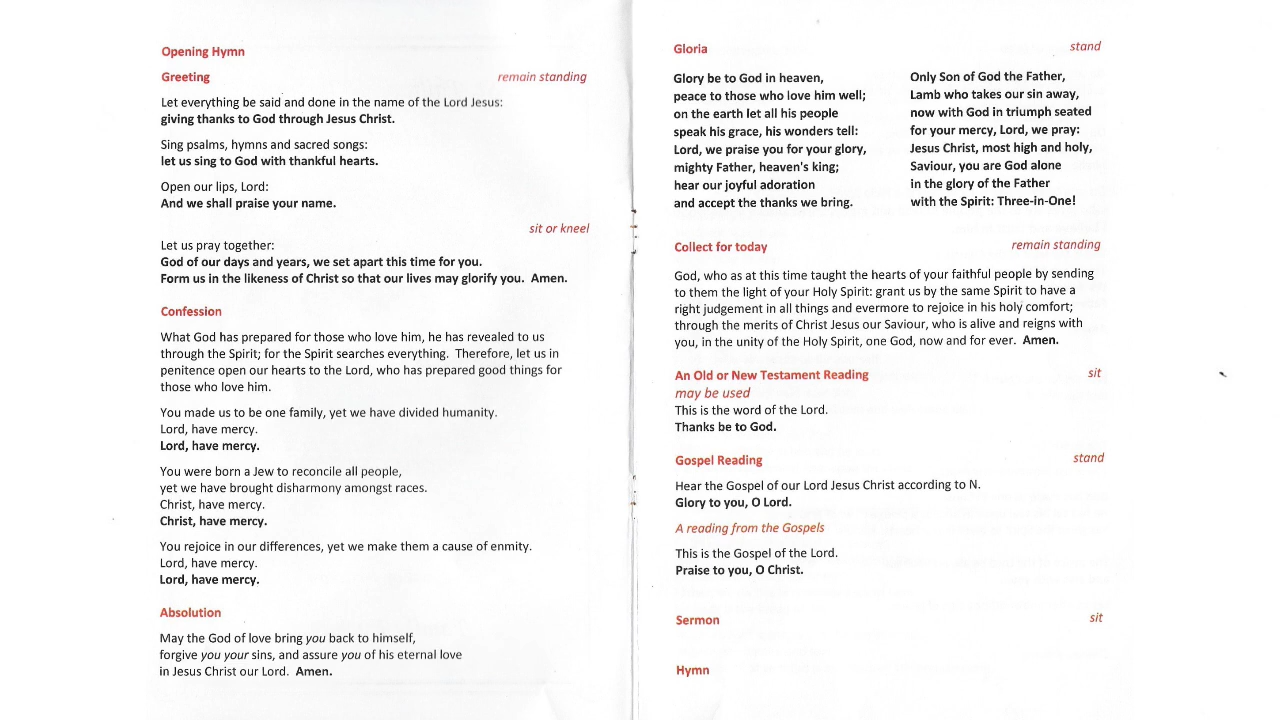 Opening Hymn
Greeting remain standing
Let everything be said and done in the name of the Lord Jesus:
giving thanks to God through Jesus Christ.
Sing psalms, hymns and sacred songs:
let us sing to God with thankful hearts.
Open our lips, Lord:
And we shall praise your name.
sit or kneel
Let us pray together:
God of our days and years, we set apart this time for you.
Form us in the likeness of Christ so that our lives may glorify you. Amen.
Confession
What God has prepared for those who love him, he has revealed to us
through the Spirit; for the Spirit searches everything. Therefore, let us in
penitence open our hearts to the Lord, who has prepared good things for
those who love him.
You made us to be one family, yet we have divided humanity.
Lord, have mercy.
Lord, have mercy.
You were born a Jew to reconcile all people,
yet we have brought disharmony amongst races.
Christ, have mercy.
Christ, have mercy.
You rejoice in our differences, yet we make them a cause of enmity.
Lord, have mercy.
Lord, have mercy.
Absolution
May the God of love bring you back to himself,
forgive you your sins, and assure you of his eternal love
in Jesus Christ our Lord. Amen.
Gloria stand
Glory be to God in heaven,
peace to those who love him well;
on the earth let all his people
speak his grace, his wonders tell:
Lord, we praise you for your glory,
mighty Father, heaven's king;
hear our joyful adoration
and accept the thanks we bring.
Only Son of God the Father,
Lamb who takes our sin away,
now with God in triumph seated
for your mercy, Lord, we pray:
Jesus Christ, most high and holy,
Saviour, you are God alone
in the glory of the Father
with the Spirit: Three-in-One!
Collect for today remain standing
God, who as at this time taught the hearts of your faithful people by sending
to them the light of your Holy Spirit: grant us by the same Spirit to have a
right judgement in all things and evermore to rejoice in his holy comfort;
through the merits of Christ Jesus our Saviour, who is alive and reigns with
you, in the unity of the Holy Spirit, one God, now and for ever. Amen.
An Old or New Testament Reading sit
may be used
This is the word of the Lord.
Thanks be to God.
Gospel Reading stand
Hear the Gospel of our Lord Jesus Christ according to N.
Glory to you, O Lord.
A reading from the Gospels
This is the Gospel of the Lord.
Praise to you, O Christ.
Sermon sit
Hymn